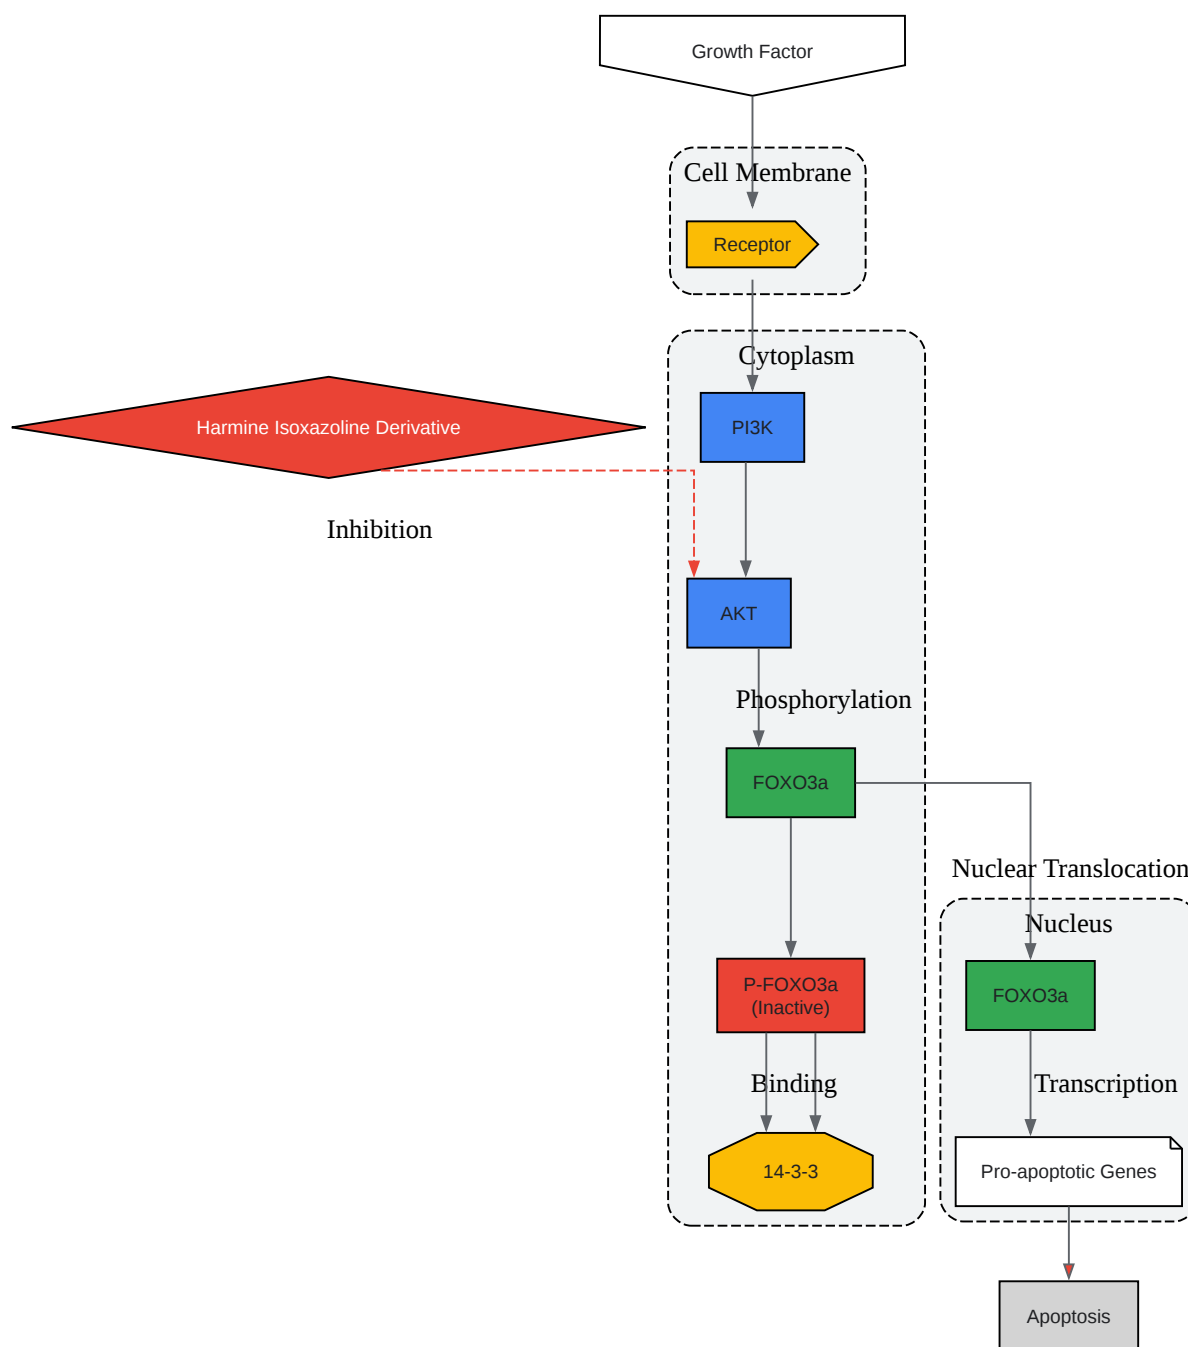 Growth Factor
Cell Membrane
Receptor
Cytoplasm
Harmine Isoxazoline Derivative
PI3K
Inhibition
AKT
Phosphorylation
FOXO3a
Nuclear Translocation
Nucleus
P-FOXO3a
(Inactive)
FOXO3a
Binding
Transcription
14-3-3
Pro-apoptotic Genes
Apoptosis